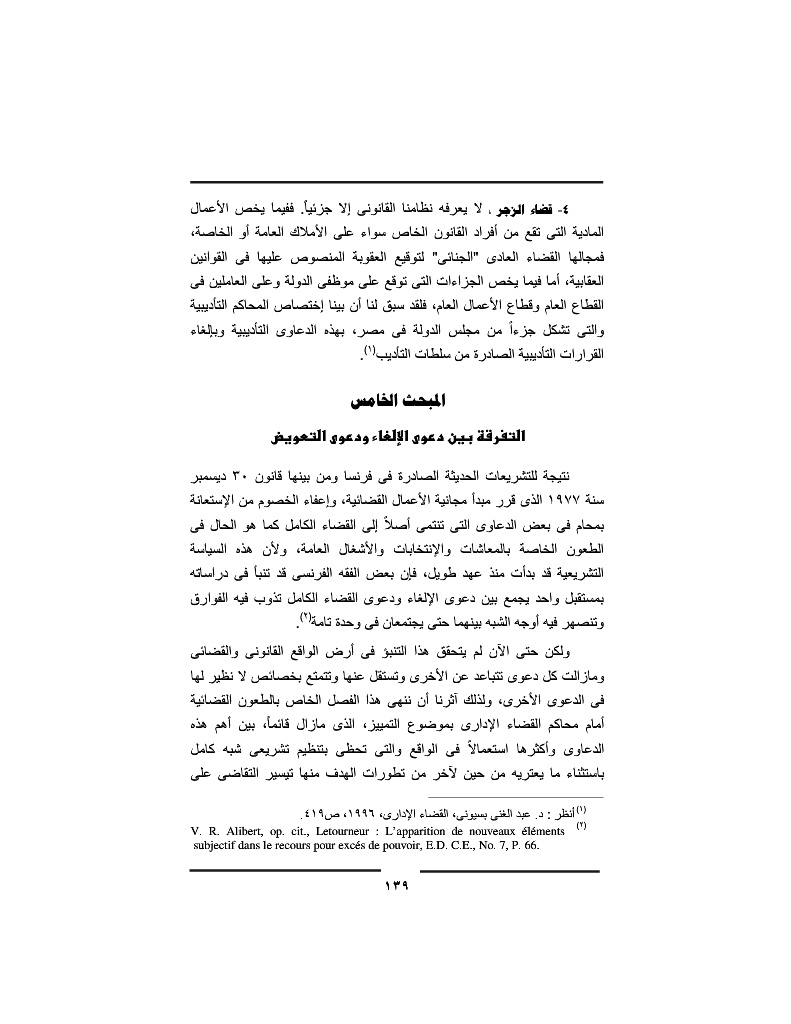 ٤- قضاء الزجر ، لا يعرفه نظامنا القانونى إلا جزئياً. ففيما يخص الأعمال
المادية التى تقع من أفراد القانون الخاص سواء على الأملاك العامة أو الخاصة،
فمجالها القضاء العادى "الجنائى" لتوقيع العقوبة المنصوص عليها فى القوانين
العقابية، أما فيما يخص الجزاءات التى توقع على موظفى الدولة وعلى العاملين فى
القطاع العام وقطاع الأعمال العام، فلقد سبق لنا أن بينا إختصاص المحاكم التأديبية
والتى تشكل جزءاً من مجلس الدولة فى مصر، بهذه الدعاوى التأديبية وبإلغاء
القرارات التأديبية الصادرة من سلطات التأديب(١).
المبحث الخامس
التفرقة بين دعوى الإلغاء ودعوى التعويض
نتيجة للتشريعات الحديثة الصادرة فى فرنسا ومن بينها قانون ٣٠ ديسمبر
سنة ١٩٧٧ الذى قرر مبدأ مجانية الأعمال القضائية، وإعفاء الخصوم من الإستعانة
بمحام فى بعض الدعاوى التى تنتمى أصلاً إلى القضاء الكامل كما هو الحال فى
الطعون الخاصة بالمعاشات والإنتخابات والأشغال العامة، ولأن هذه السياسة
التشريعية قد بدأت منذ عهد طويل، فإن بعض الفقه الفرنسى قد تنبأ فى دراساته
بمستقبل واحد يجمع بين دعوى الإلغاء ودعوى القضاء الكامل تذوب فيه الفوارق
وتنصهر فيه أوجه الشبه بينهما حتى يجتمعان فى وحدة تامة(٢).
ولكن حتى الآن لم يتحقق هذا التنبؤ فى أرض الواقع القانونى والقضائى
ومازالت كل دعوى تتباعد عن الأخرى وتستقل عنها وتتمتع بخصائص لا نظير لها
فى الدعوى الأخرى، ولذلك آثرنا أن ننهى هذا الفصل الخاص بالطعون القضائية
أمام محاكم القضاء الإدارى بموضوع التمييز، الذى مازال قائماً، بين أهم هذه
الدعاوى وأكثرها استعمالاً فى الواقع والتى تحظى بتنظيم تشريعى شبه كامل
باستثناء ما يعتريه من حين لآخر من تطورات الهدف منها تيسير التقاضى على
(١) أنظر : د. عبد الغنى بسيونى، القضاء الإدارى، ١٩٩٦، ص٤١٩.
(٢) V. R. Alibert, op. cit., Letourneur : L’apparition de nouveaux éléments
subjectif dans le recours pour excés de pouvoir, E.D. C.E., No. 7, P. 66.
١٣٩